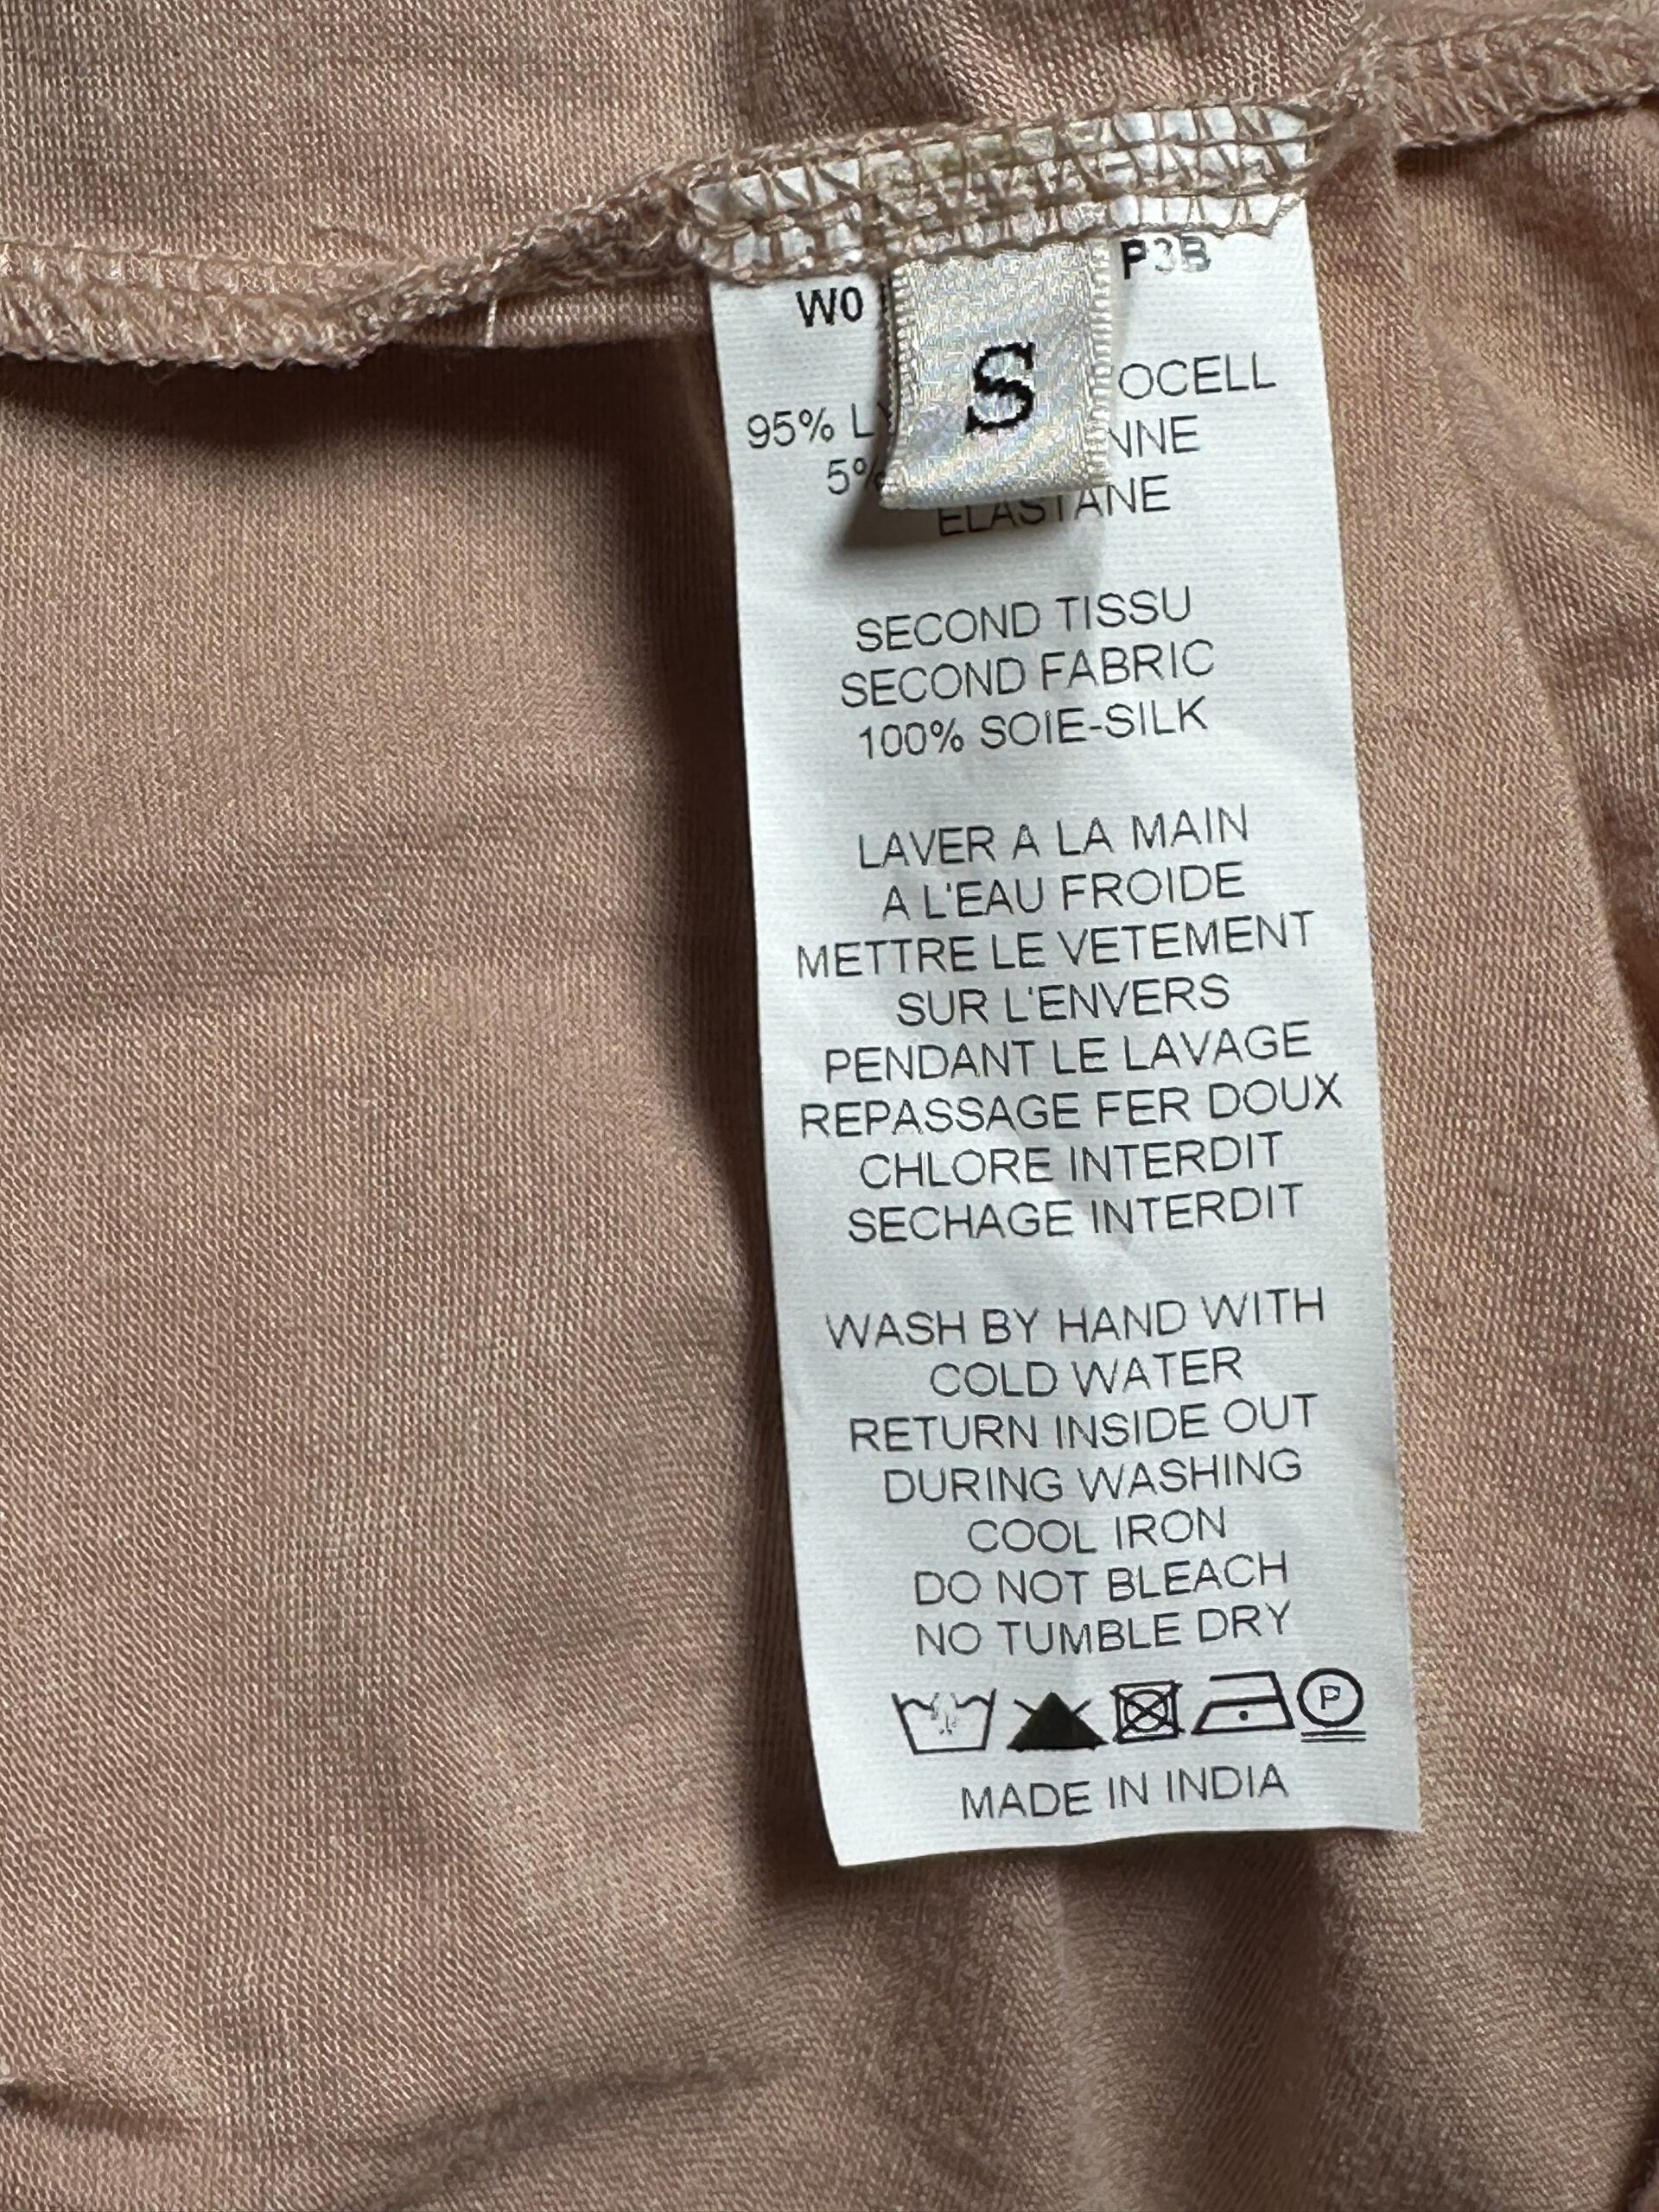 W0
P3B
S
OCELL
95% L
NNE
5%
ELASTANE
SECOND TISSU
SECOND FABRIC
100% SOIE-SILK
LAVER A LA MAIN
A L'EAU FROIDE
METTRE LE VETEMENT
SUR L'ENVERS
PENDANT LE LAVAGE
REPASSAGE FER DOUX
CHLORE INTERDIT
SECHAGE INTERDIT
WASH BY HAND WITH
COLD WATER
RETURN INSIDE OUT
DURING WASHING
COOL IRON
DO NOT BLEACH
NO TUMBLE DRY
P
MADE IN INDIA